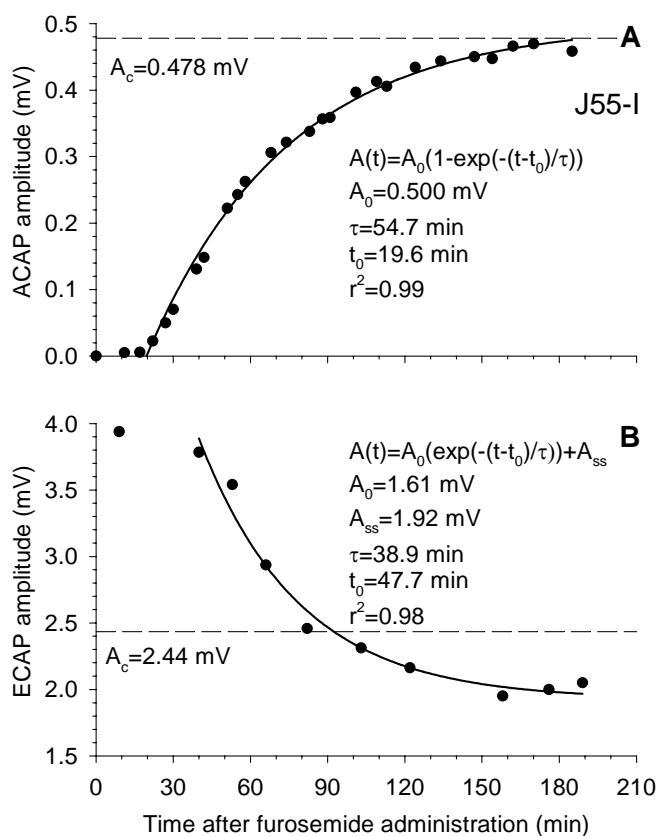 0.5
A
A_c=0.478 mV
J55-I
0.4
A(t)=A_0(1-exp(-(t-t_0)/τ))
0.3
A_0=0.500 mV
τ=54.7 min
0.2
t_0=19.6 min
r^2=0.99
0.1
0.0
ACAP amplitude (mV)
4.0
B
A(t)=A_0(exp(-(t-t_0)/τ))+A_ss
3.5
A_0=1.61 mV
A_ss=1.92 mV
3.0
τ=38.9 min
t_0=47.7 min
r^2=0.98
2.5
A_c=2.44 mV
2.0
1.5
ECAP amplitude (mV)
0 30 60 90 120 150 180 210
Time after furosemide administration (min)